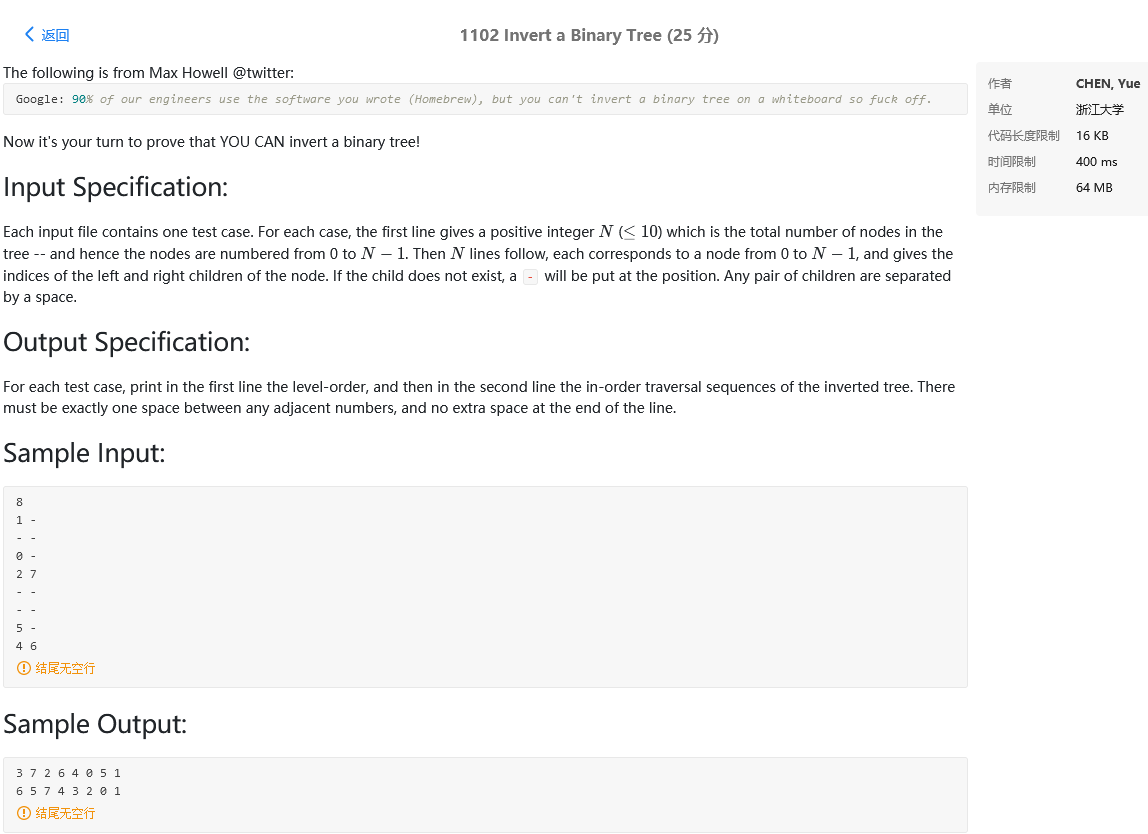 返回
1102 Invert a Binary Tree (25 分)
The following is from Max Howell @twitter:
Google: 90% of our engineers use the software you wrote (Homebrew), but you can't invert a binary tree on a whiteboard so fuck off.
Now it's your turn to prove that YOU CAN invert a binary tree!
Input Specification:
Each input file contains one test case. For each case, the first line gives a positive integer N (≤ 10) which is the total number of nodes in the
tree -- and hence the nodes are numbered from 0 to N − 1. Then N lines follow, each corresponds to a node from 0 to N − 1, and gives the
indices of the left and right children of the node. If the child does not exist, a - will be put at the position. Any pair of children are separated
by a space.
Output Specification:
For each test case, print in the first line the level-order, and then in the second line the in-order traversal sequences of the inverted tree. There
must be exactly one space between any adjacent numbers, and no extra space at the end of the line.
Sample Input:
8
1 -
- -
0 -
2 7
- -
- -
5 -
4 6
结尾无空行
Sample Output:
3 7 2 6 4 0 5 1
6 5 7 4 3 2 0 1
结尾无空行
作者 CHEN, Yue
单位 浙江大学
代码长度限制 16 KB
时间限制 400 ms
内存限制 64 MB